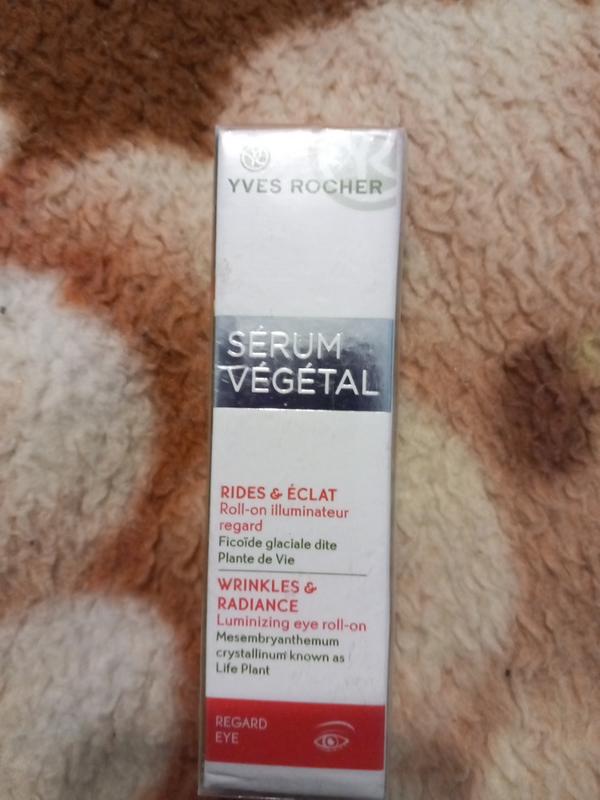 YVES ROCHER
SÉRUM
VÉGÉTAL
RIDES & ÉCLAT
Roll-on illuminateur
regard
Ficoïde glaciale dite
Plante de Vie
WRINKLES &
RADIANCE
Luminizing eye roll-on
Mesembryanthemum
crystallinum known as
Life Plant
REGARD
EYE